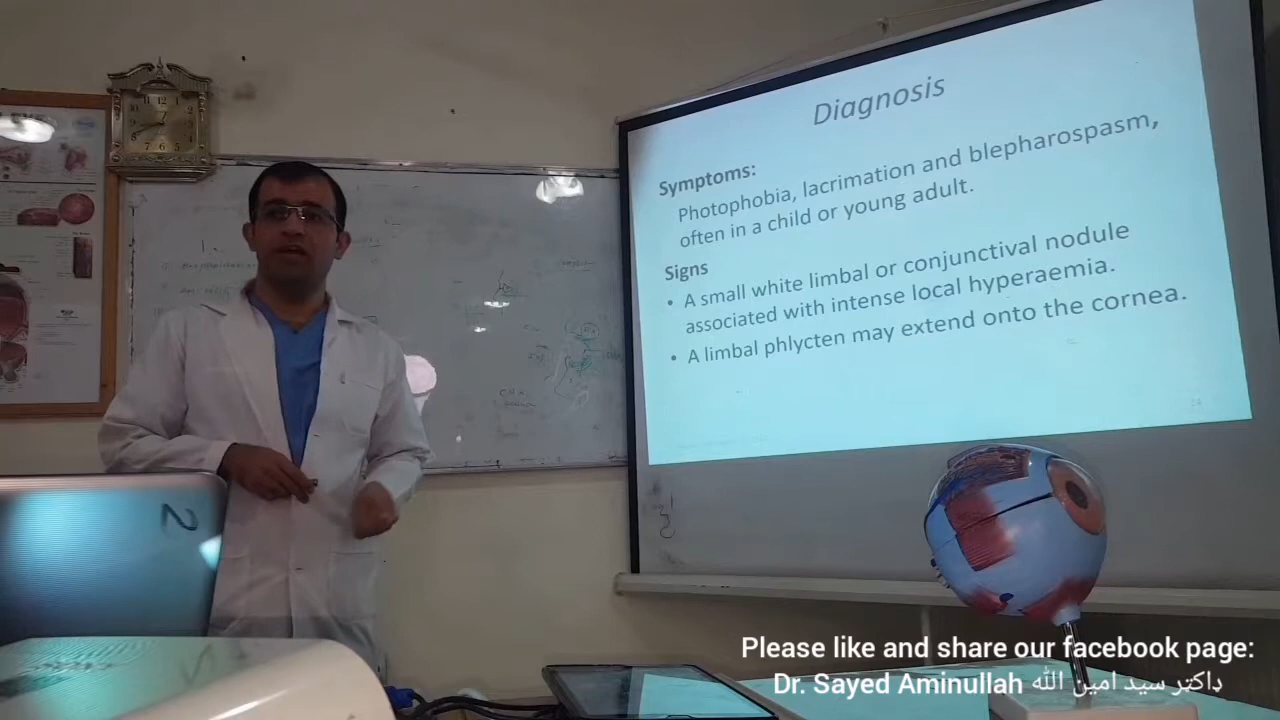 Diagnosis
Symptoms:
Photophobia, lacrimation and blepharospasm,
often in a child or young adult.
Signs
• A small white limbal or conjunctival nodule
associated with intense local hyperaemia.
• A limbal phlycten may extend onto the cornea.
2
Please like and share our facebook page:
Dr. Sayed Aminullah ډاکتر سید امین الله